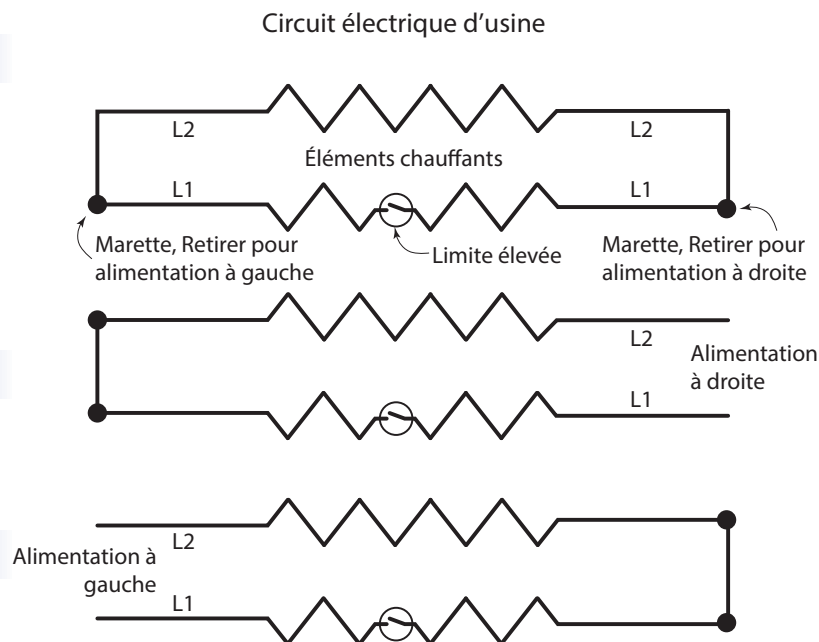 Circuit électrique d’usine
L2
L2
Éléments chauffants
L1
L1
Marette, Retirer pour
alimentation à gauche
Limite élevée
Marette, Retirer pour
alimentation à droite
L2
Alimentation
à droite
L1
L2
Alimentation à
gauche
L1